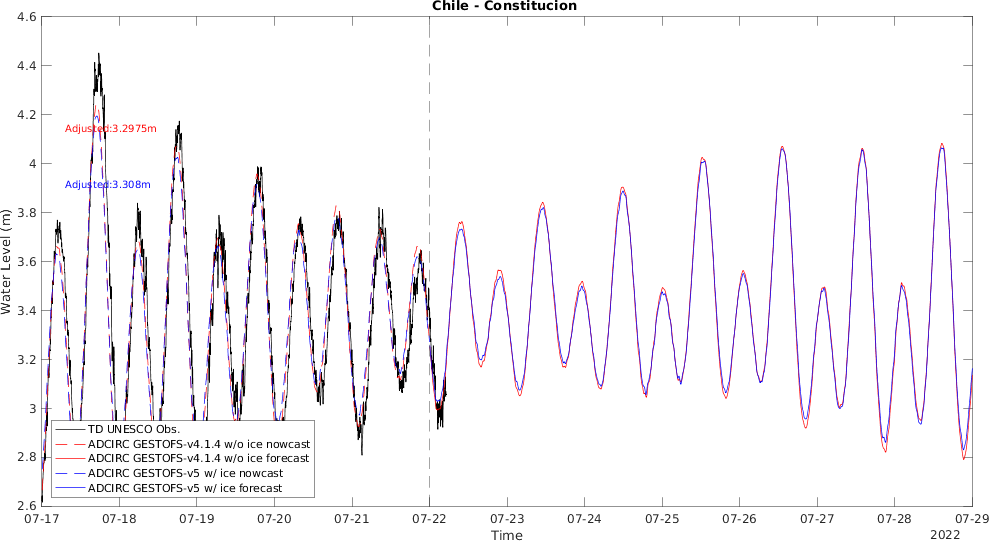 Chile - Constitucion
4.6
4.4
4.2
4
3.8
3.6
3.4
3.2
3
2.8
2.6
Water Level (m)
Adjusted:3.2975m
Adjusted:3.308m
TD UNESCO Obs.
ADCIRC GESTOFS-v4.1.4 w/o ice nowcast
ADCIRC GESTOFS-v4.1.4 w/o ice forecast
ADCIRC GESTOFS-v5 w/ ice nowcast
ADCIRC GESTOFS-v5 w/ ice forecast
07-17 07-18 07-19 07-20 07-21 07-22 07-23 07-24 07-25 07-26 07-27 07-28 07-29
Time
2022